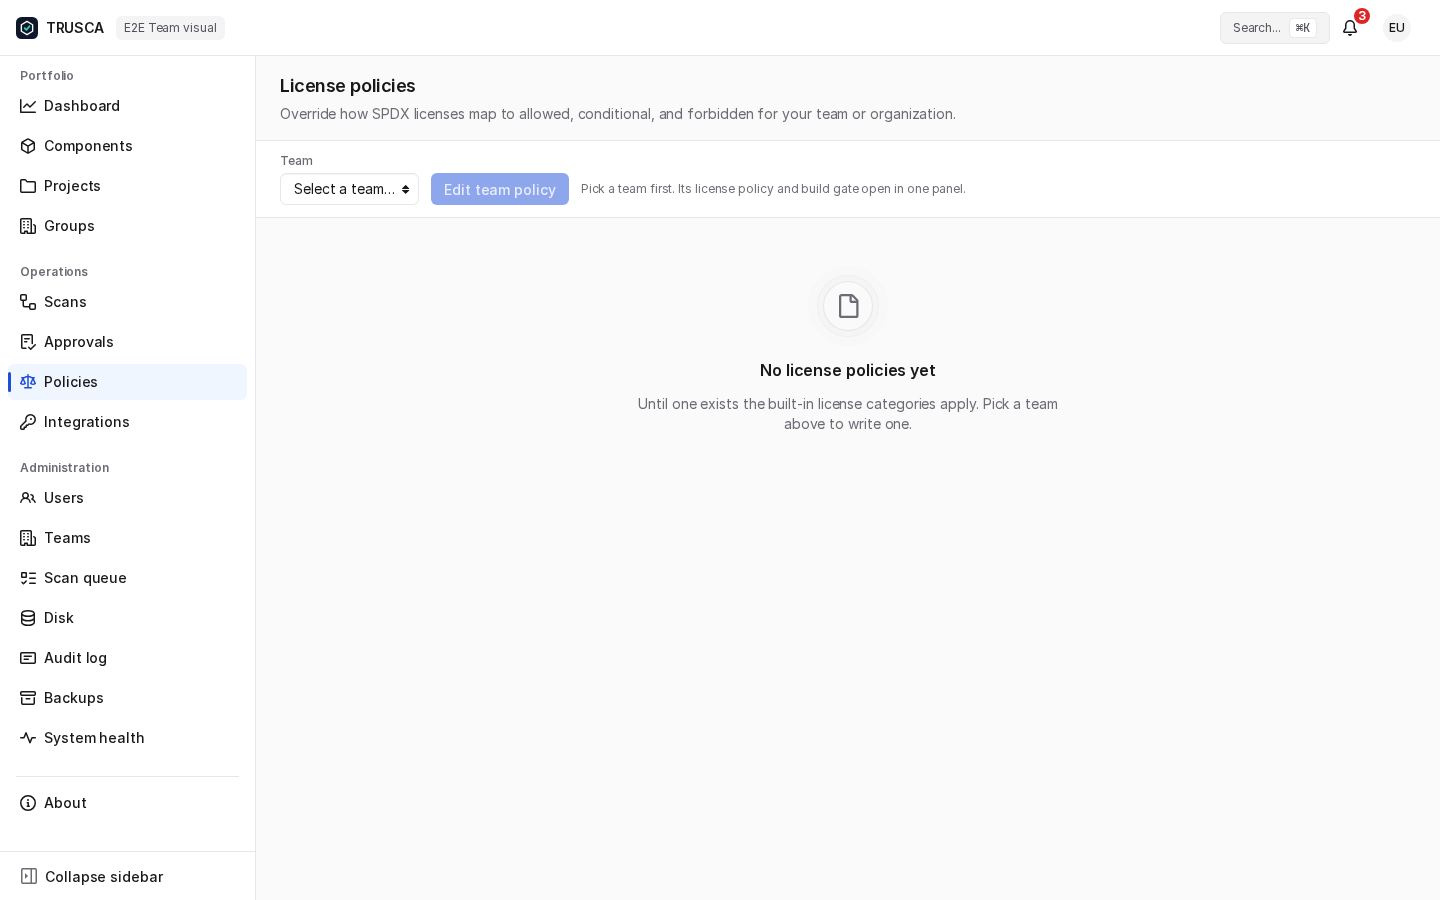 TRUSCA
E2E Team visual
Search...
⌘K
3
EU
Portfolio
Dashboard
Components
Projects
Groups
Operations
Scans
Approvals
Policies
Integrations
Administration
Users
Teams
Scan queue
Disk
Audit log
Backups
System health
About
Collapse sidebar
License policies
Override how SPDX licenses map to allowed, conditional, and forbidden for your team or organization.
Team
Select a team...
Edit team policy
Pick a team first. Its license policy and build gate open in one panel.
No license policies yet
Until one exists the built-in license categories apply. Pick a team
above to write one.